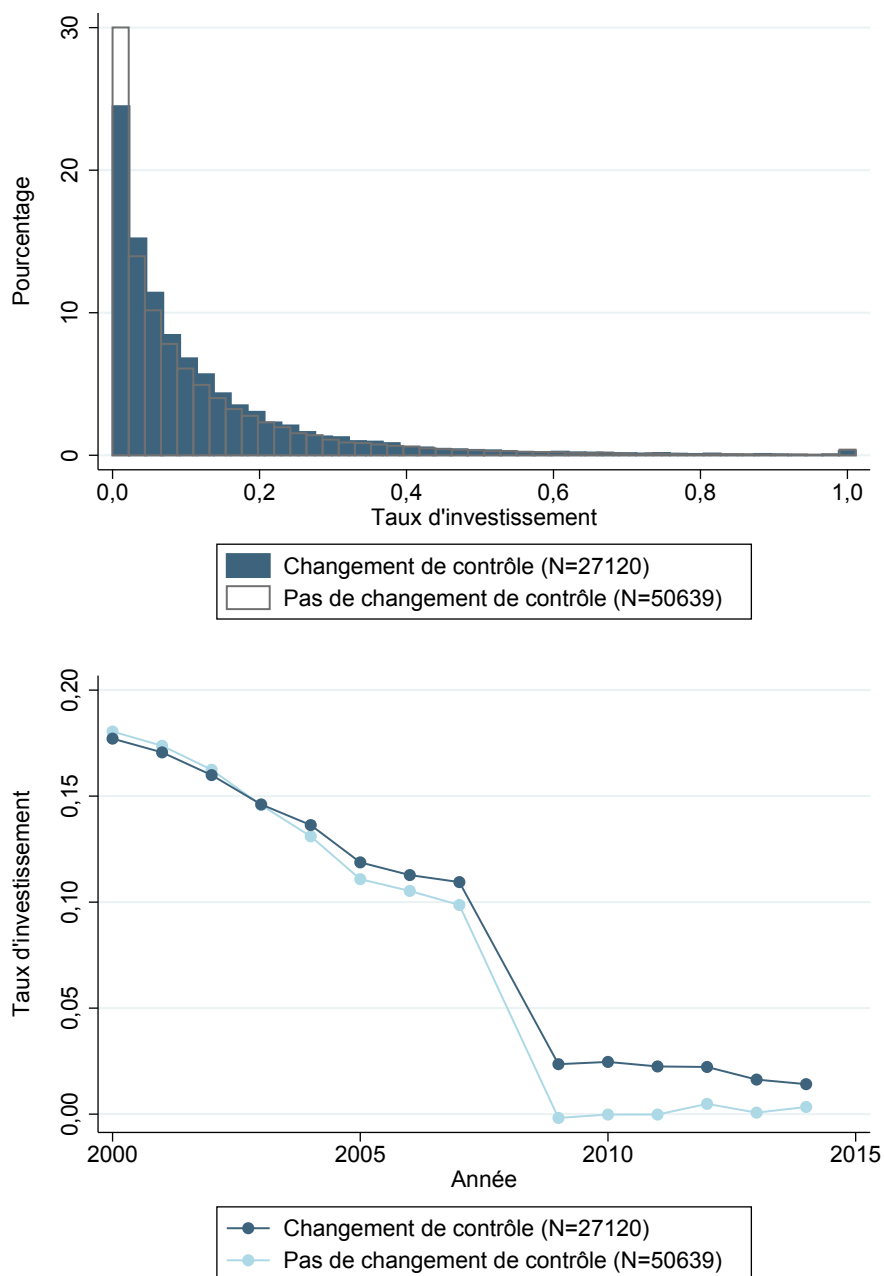 30
20
10
0
Pourcentage
0,0 0,2 0,4 0,6 0,8 1,0
Taux d'investissement
Changement de contrôle (N=27120)
Pas de changement de contrôle (N=50639)
0,20
0,15
0,10
0,05
0,00
Taux d'investissement
2000 2005 2010 2015
Année
Changement de contrôle (N=27120)
Pas de changement de contrôle (N=50639)